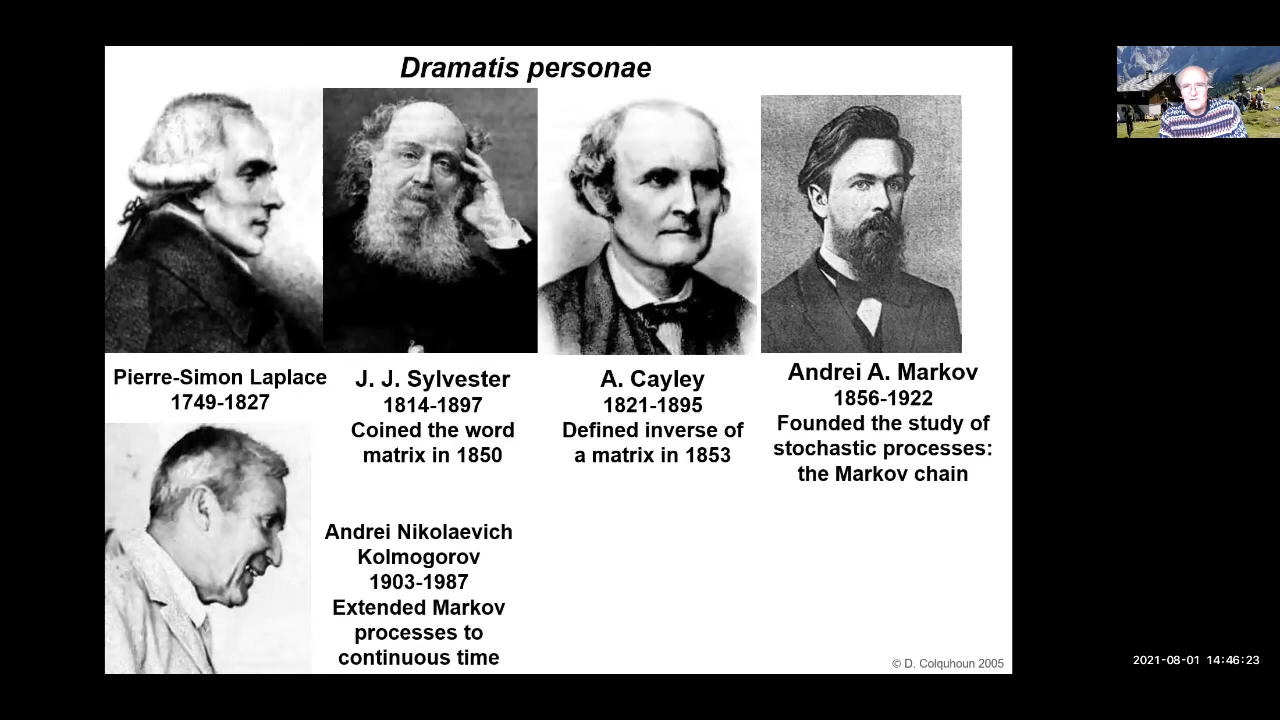 Dramatis personae
Pierre-Simon Laplace
1749-1827
J. J. Sylvester
1814-1897
Coined the word
matrix in 1850
A. Cayley
1821-1895
Defined inverse of
a matrix in 1853
Andrei A. Markov
1856-1922
Founded the study of
stochastic processes:
the Markov chain
Andrei Nikolaevich
Kolmogorov
1903-1987
Extended Markov
processes to
continuous time
© D. Colquhoun 2005
2021-08-01 14:46:23